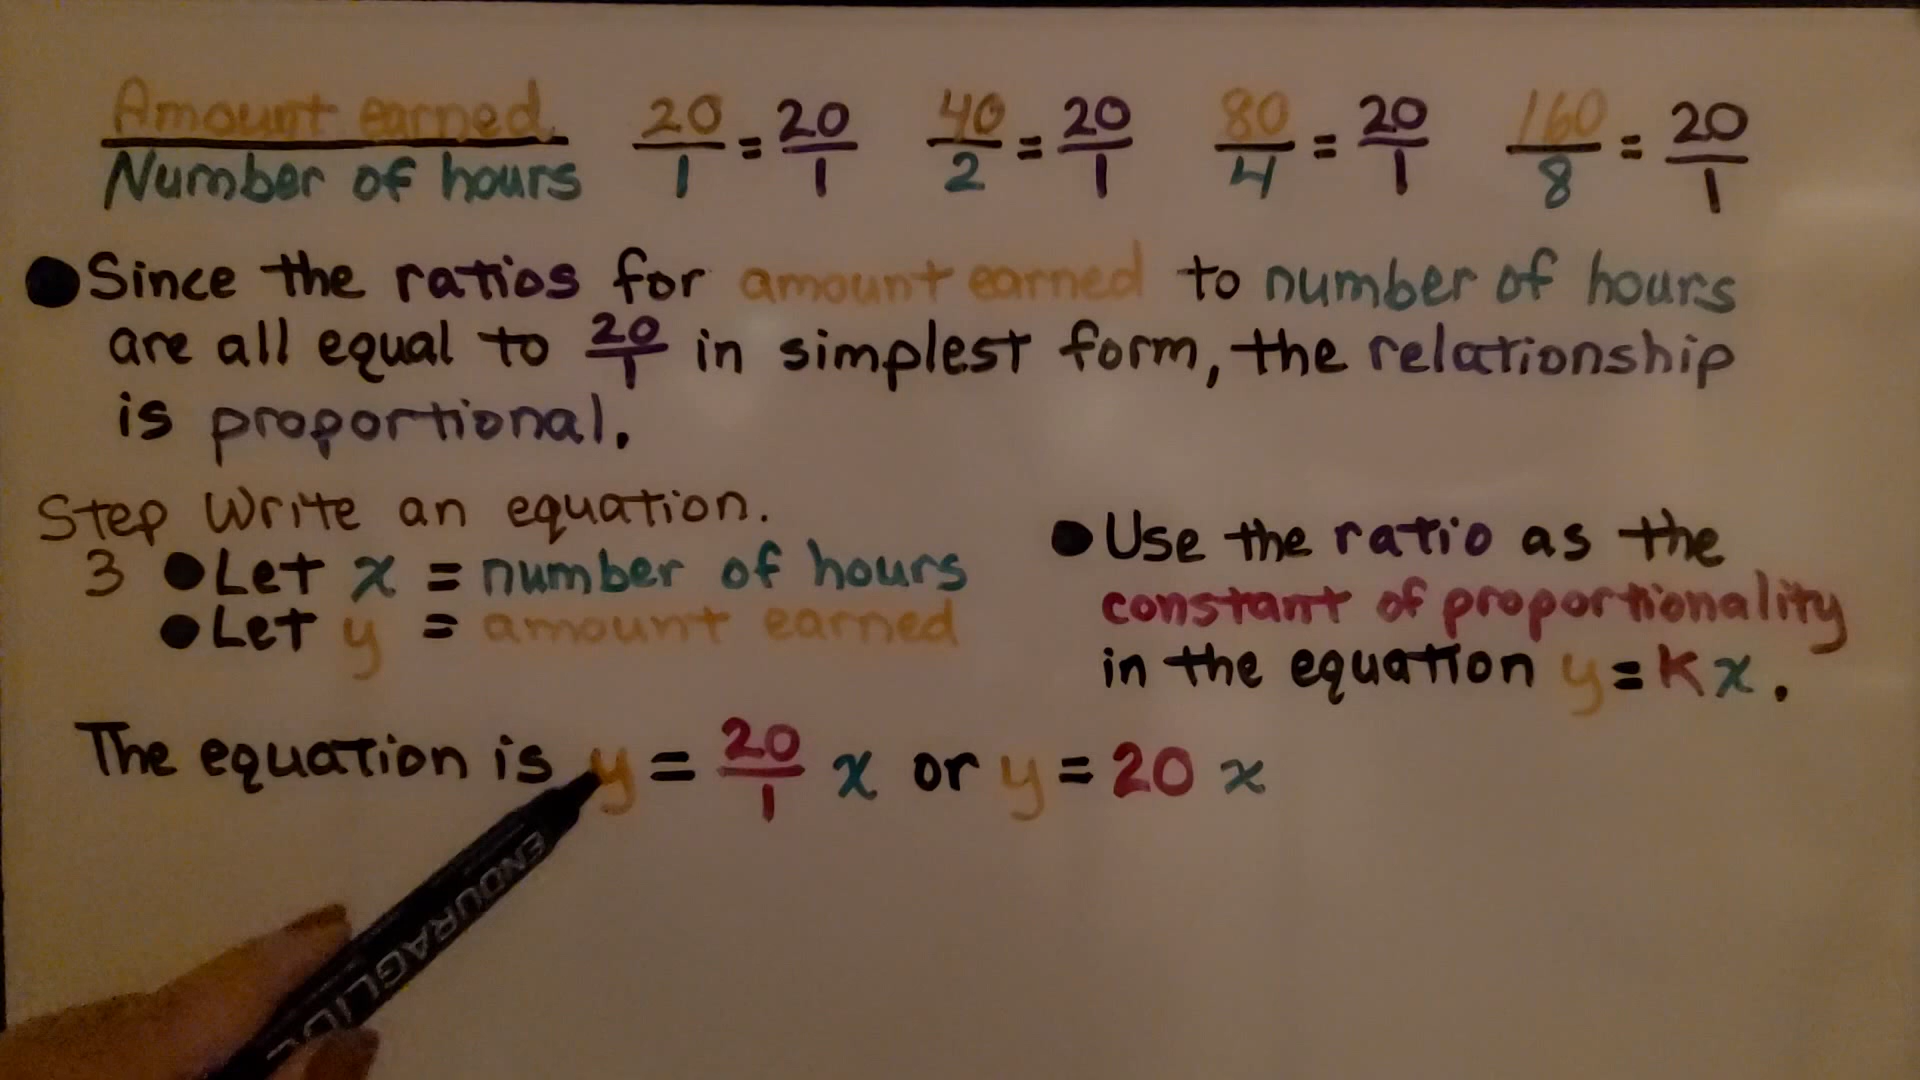 Amount earned
Number of hours
20/1 = 20/1
40/2 = 20/1
80/4 = 20/1
160/8 = 20/1
●Since the ratios for amount earned to number of hours
are all equal to 20/1 in simplest form, the relationship
is proportional.
Step 3 Write an equation.
●Let x = number of hours
●Let y = amount earned
●Use the ratio as the
constant of proportionality
in the equation y = kx.
The equation is y = 20/1 x or y = 20 x